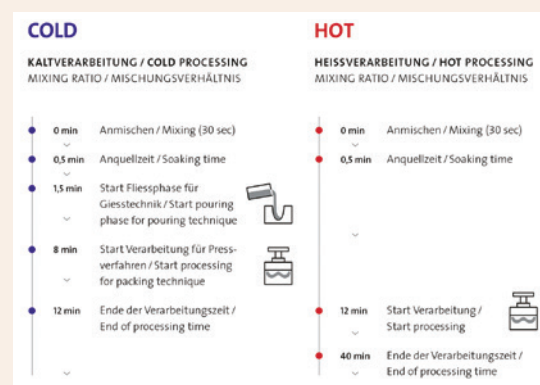 COLD
KALTVERARBEITUNG / COLD PROCESSING
MIXING RATIO / MISCHUNGSVERHÄLTNIS
0 min Anmischen / Mixing (30 sec)
0,5 min Anquellzeit / Soaking time
1,5 min Start Fliessphase für
Giesstechnik / Start pouring
phase for pouring technique
8 min Start Verarbeitung für Press-
verfahren / Start processing
for packing technique
12 min Ende der Verarbeitungszeit /
End of processing time
HOT
HEISSVERARBEITUNG / HOT PROCESSING
MIXING RATIO / MISCHUNGSVERHÄLTNIS
0 min Anmischen / Mixing (30 sec)
0,5 min Anquellzeit / Soaking time
12 min Start Verarbeitung /
Start processing
40 min Ende der Verarbeitungszeit /
End of processing time